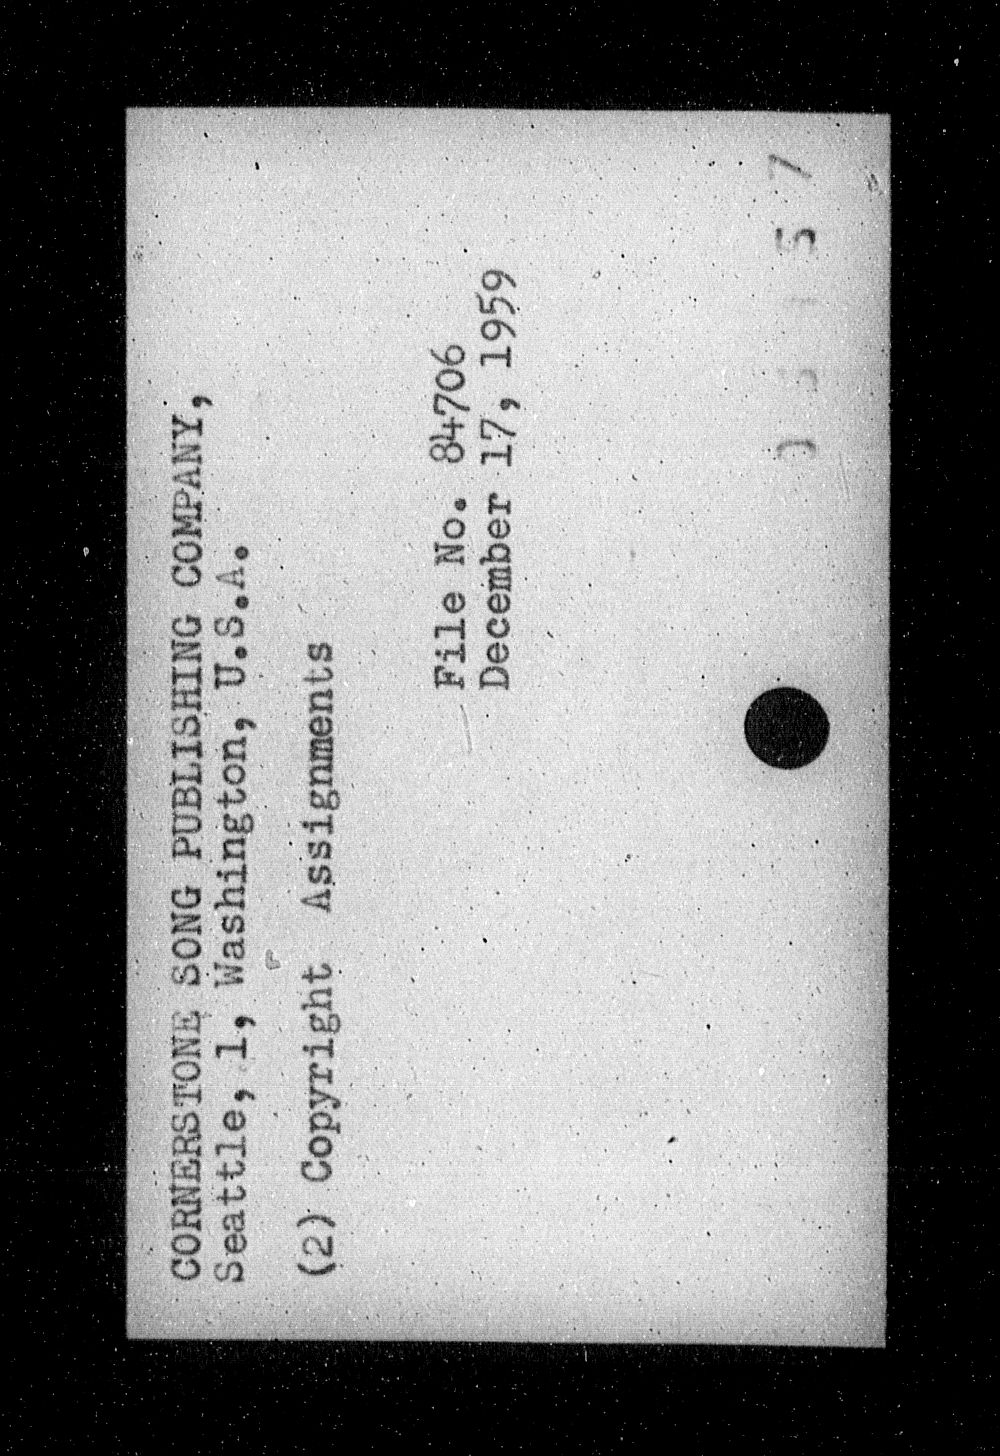 CORNERSTONE SONG PUBLISHING COMPANY,
Seattle, 1, Washington, U.S.A.
(2) Copyright Assignments
File No. 84706
December 17, 1959